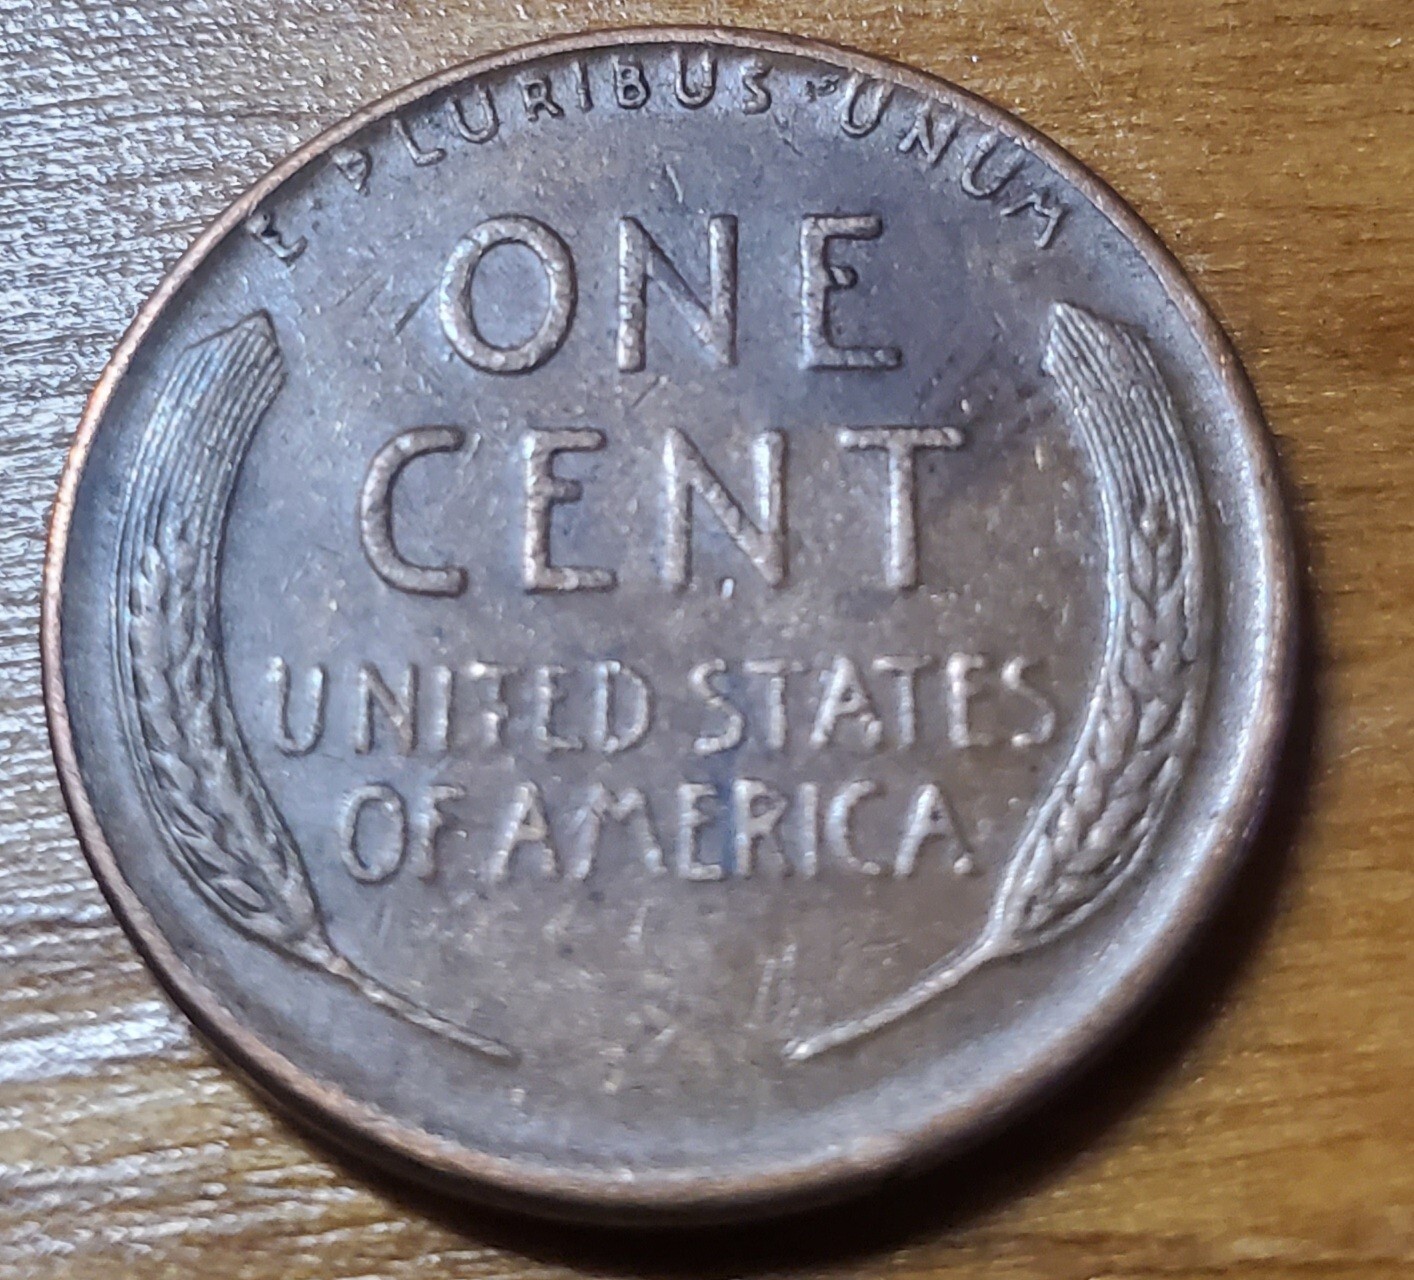 E·PLURIBUS·UNUM
ONE
CENT
UNITED STATES
OF AMERICA